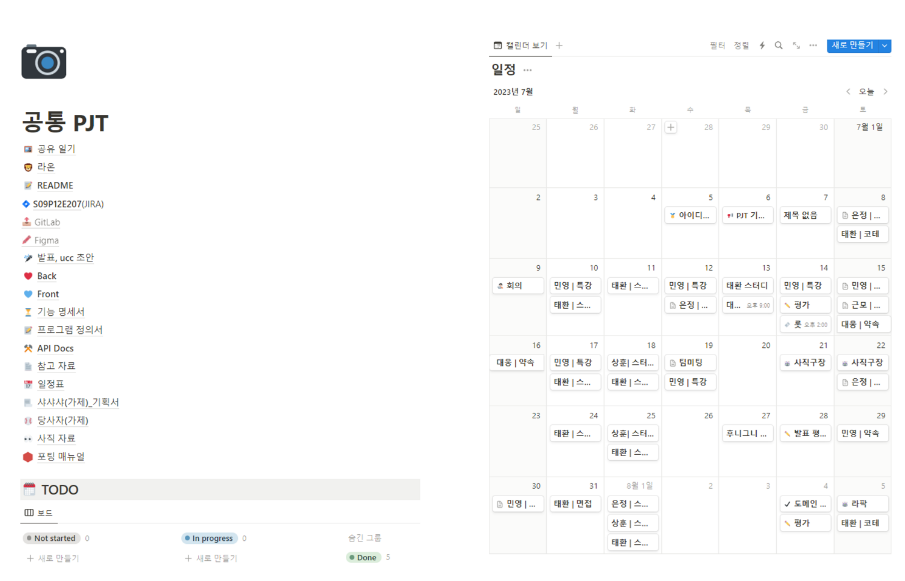 공통 PJT
공유 일기
라온
README
S09P12E207(JIRA)
GitLab
Figma
발표, ucc 초안
Back
Front
기능 명세서
프로그램 정의서
API Docs
참고 자료
일정표
샤샤샤(가제)_기획서
당사자(가제)
사직 자료
포팅 매뉴얼
TODO
보드
Not started 0
In progress 0
숨긴 그룹
새로 만들기
새로 만들기
Done 5
캘린더 보기
필터 정렬
새로 만들기
일정
2023년 7월
오늘
일 월 화 수 목 금 토
25 26 27 28 29 30 7월 1일
2 3 4 5 6 7 8
아이디... PJT 기... 제목 없음 은정 | ...
태환 | 코테
9 10 11 12 13 14 15
회의 민영 | 특강 태환 | 스... 민영 | 특강 태환 스터디 민영 | 특강 민영 | ...
태환 | 스... 은정 | ... 대... 오후 9:00 평가 근모 | ...
롯 오후 2:00 대웅 | 약속
16 17 18 19 20 21 22
대웅 | 약속 민영 | 특강 상훈| 스터... 팀미팅 사직구장 사직구장
태환 | 스... 태환 | 스... 민영 | 특강 은정 | ...
23 24 25 26 27 28 29
태환 | 스... 상훈| 스터... 후니그니 ... 발표 평... 민영 | 약속
태환 | 스...
30 31 8월 1일 2 3 4 5
민영 | ... 태환 | 면접 은정 | 스... 도메인 ... 라팍
상훈 | 스... 평가 태환 | 코테
태환 | 스...